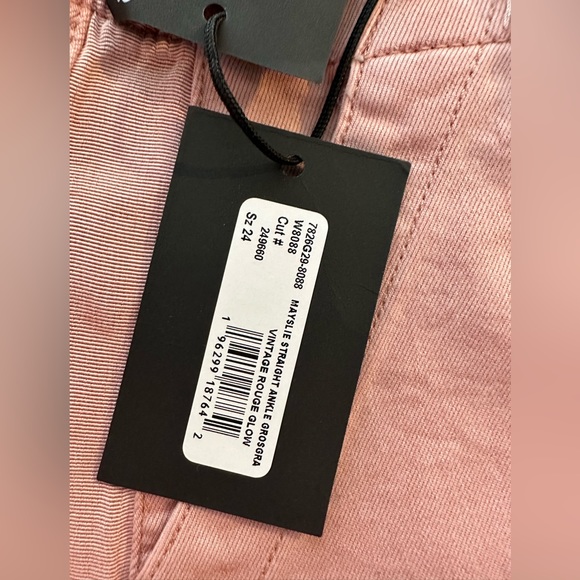 7826G29-8088
W8088
Cut #
249660
Sz 24
MAYSLIE STRAIGHT ANKLE GROSGRA
VINTAGE ROUGE GLOW
1 96299 18764 2